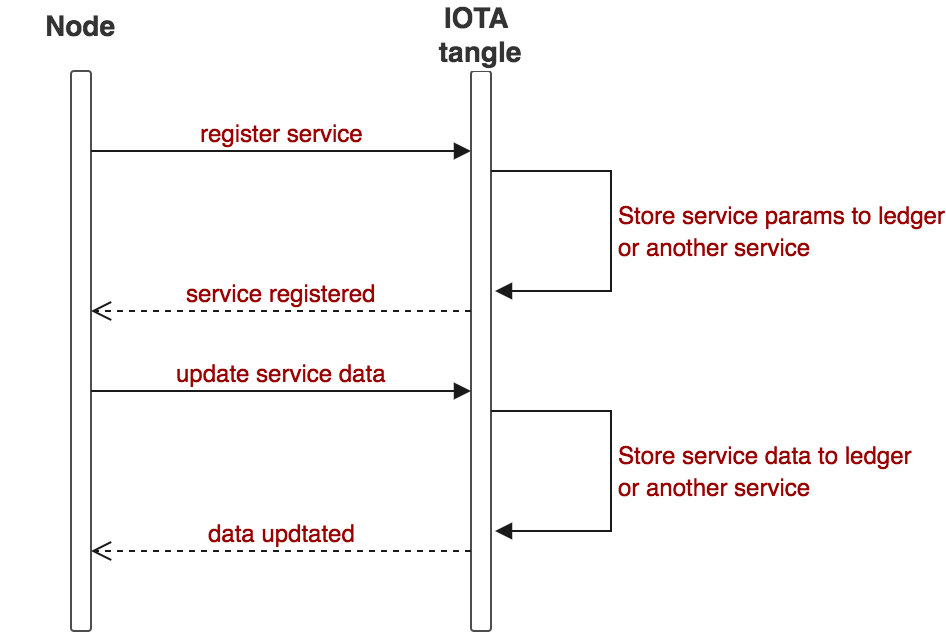 Node
IOTA
tangle
register service
Store service params to ledger
or another service
service registered
update service data
Store service data to ledger
or another service
data updtated